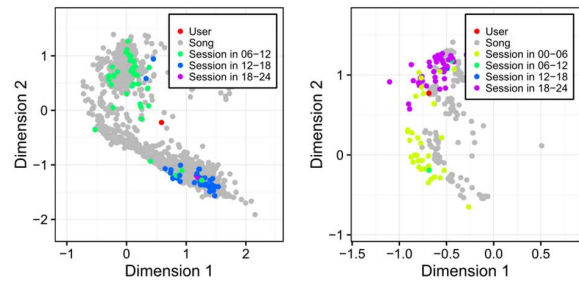 User
Song
Session in 06−12
Session in 12−18
Session in 18−24
2
1
0
−1
−2
Dimension 2
−1 0 1 2
Dimension 1
User
Song
Session in 00−06
Session in 06−12
Session in 12−18
Session in 18−24
1
0
−1
Dimension 2
−1.0 −0.5 0.0 0.5
Dimension 1